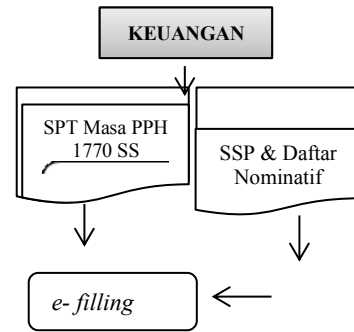 KEUANGAN
SPT Masa PPH
1770 SS
SSP & Daftar
Nominatif
e- filling